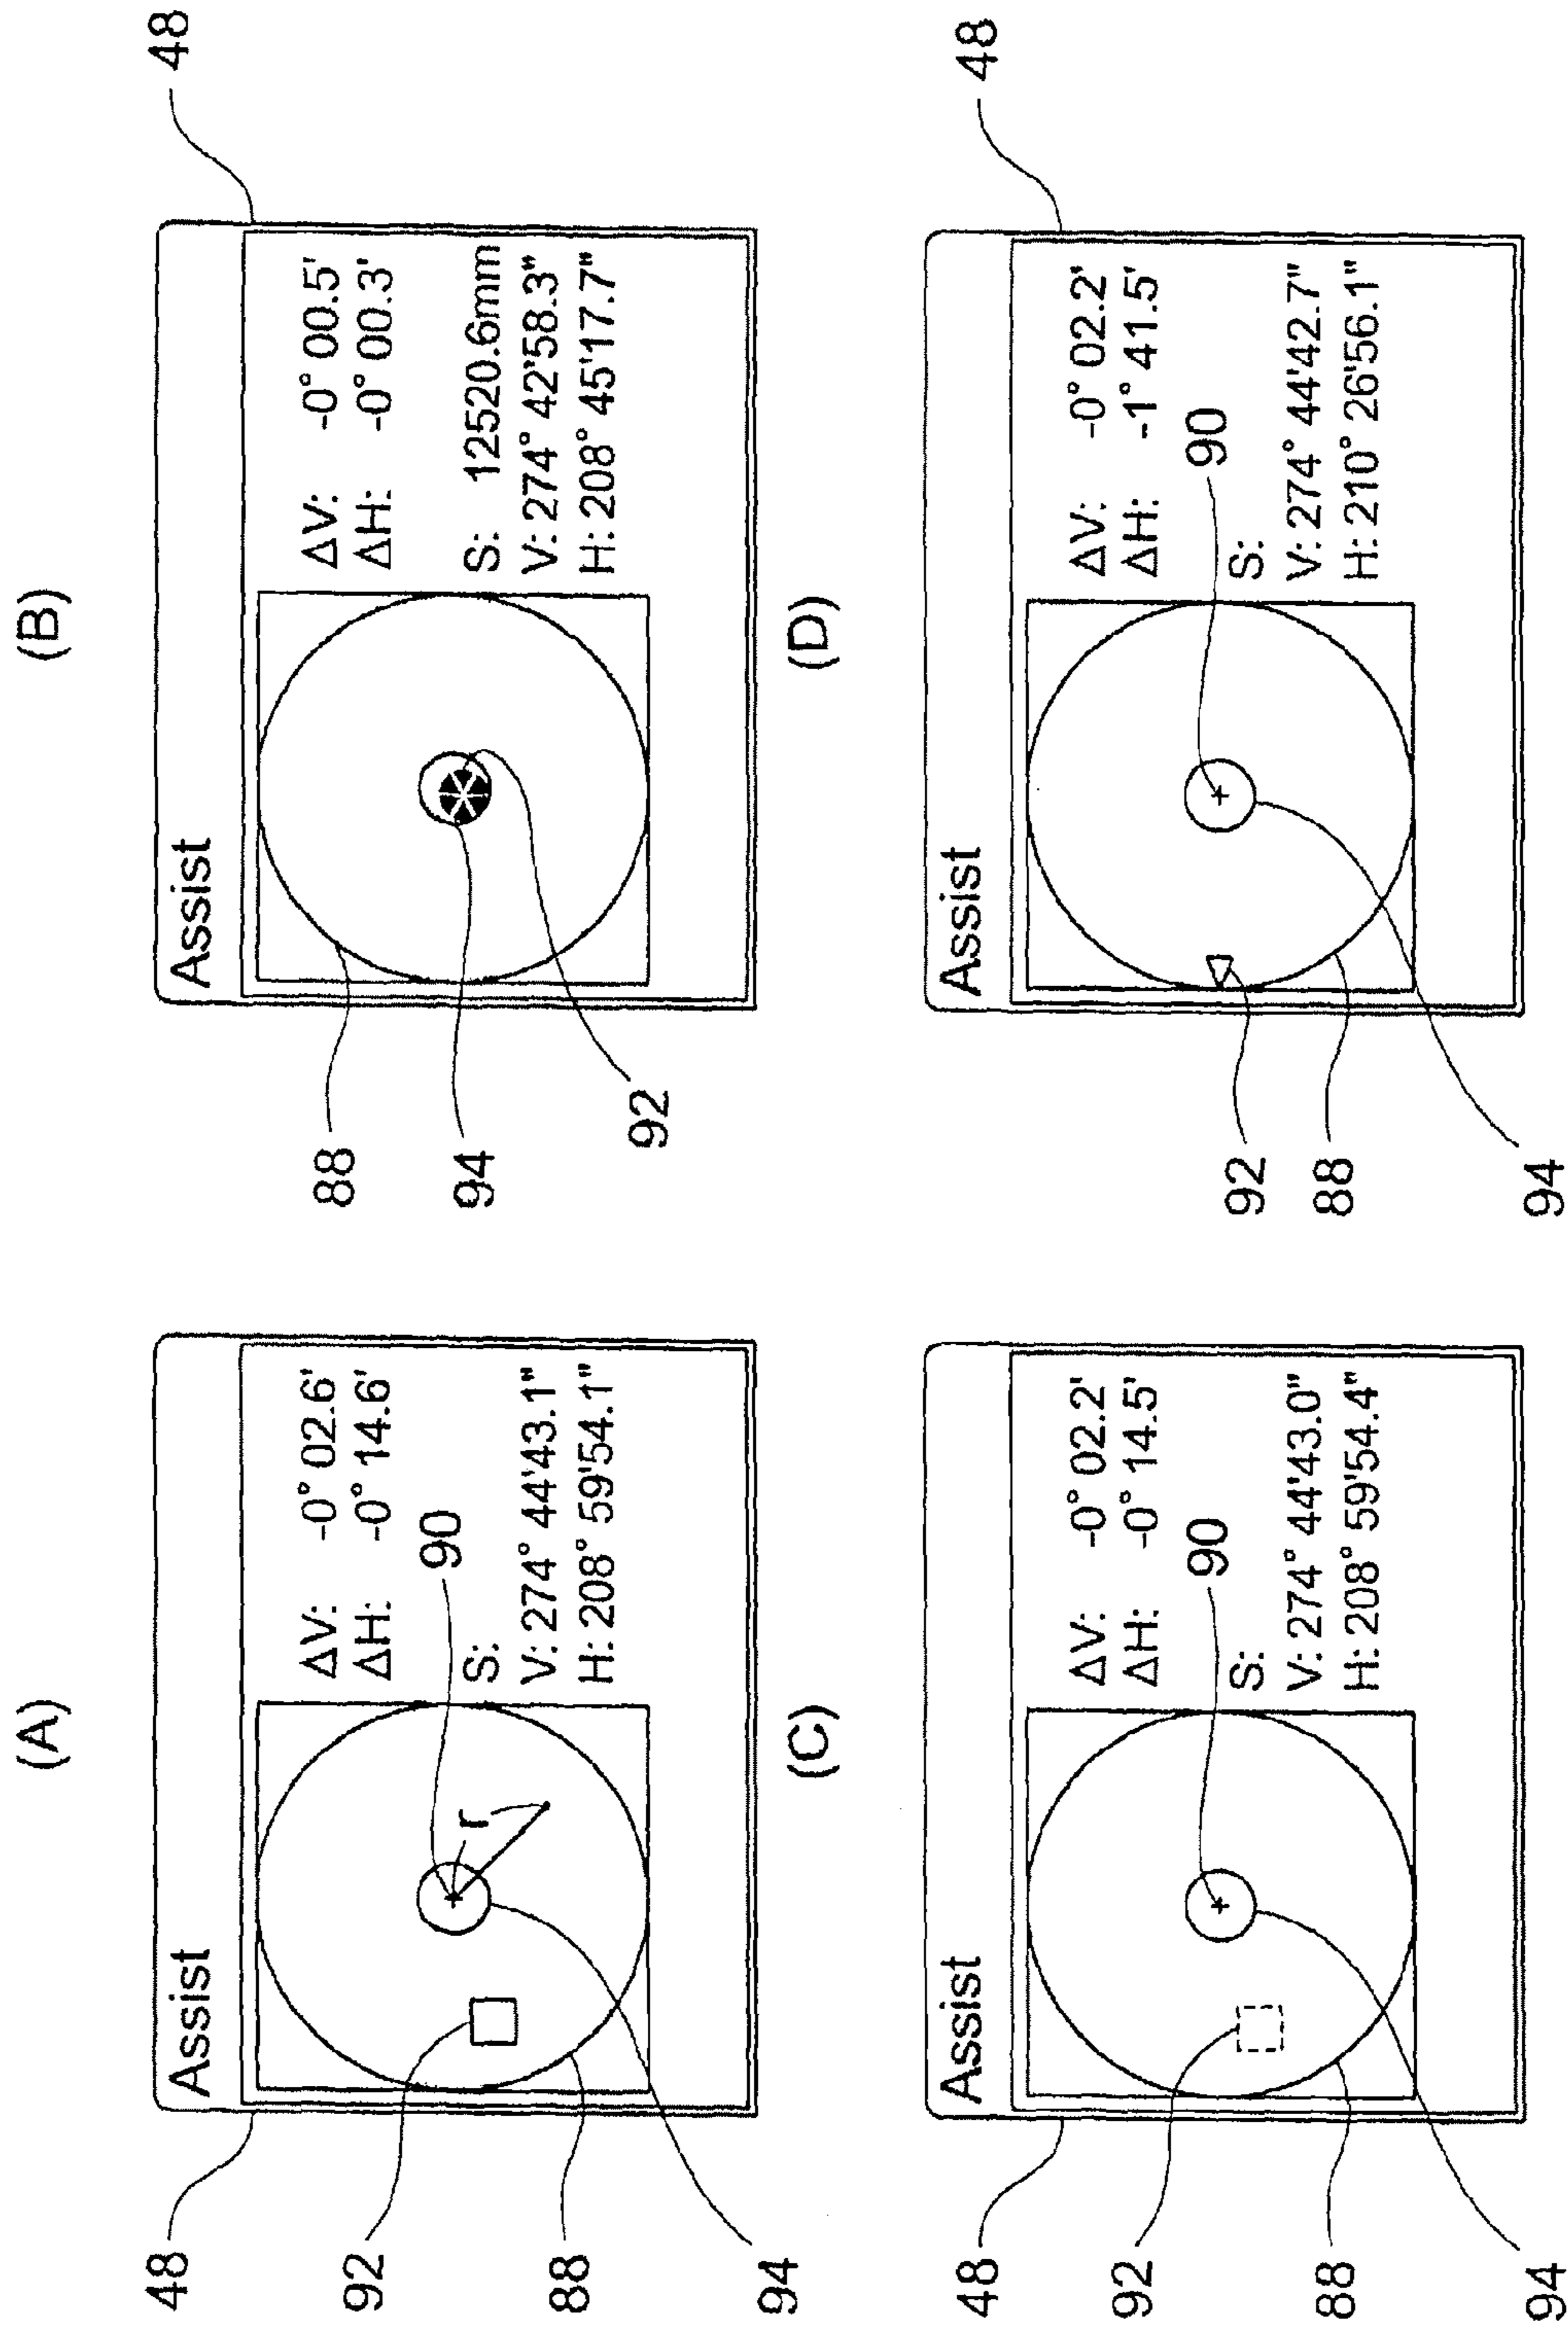 (A)
48
Assist
ΔV: -0° 02.6'
ΔH: -0° 14.6'
90
r
S:
V: 274° 44'43.1"
H: 208° 59'54.1"
92
88
94
(B)
48
Assist
ΔV: -0° 00.5'
ΔH: -0° 00.3'
S: 12520.6mm
V: 274° 42'58.3"
H: 208° 45'17.7"
88
94
92
(C)
48
Assist
ΔV: -0° 02.2'
ΔH: -0° 14.5'
90
S:
V: 274° 44'43.0"
H: 208° 59'54.4"
92
88
94
(D)
48
Assist
ΔV: -0° 02.2'
ΔH: -1° 41.5'
90
S:
V: 274° 44'42.7"
H: 210° 26'56.1"
92
88
94